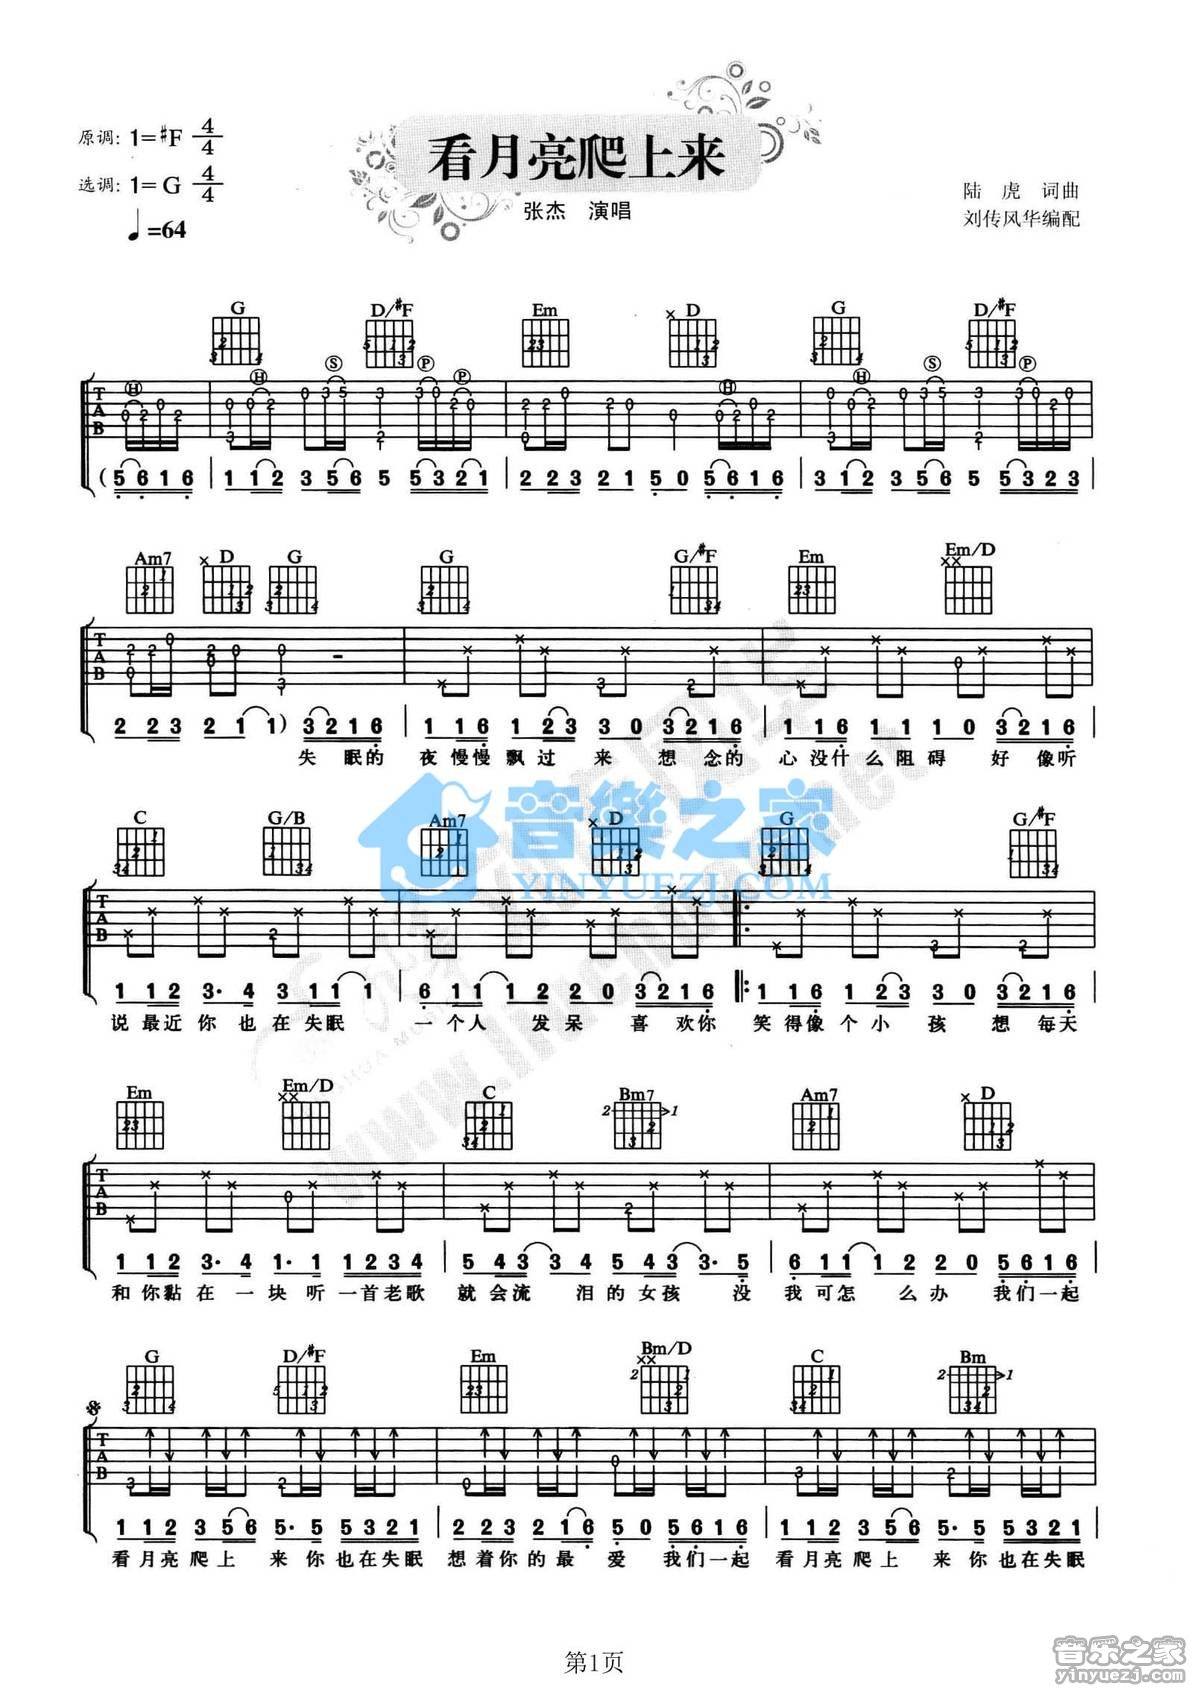 原调: 1=#F 4/4
选调: 1=G 4/4
♩=64
看月亮爬上来
张杰 演唱
陆虎 词曲
刘传风华编配
G D/#F Em D G D/#F
H H S P P H H S P P
T A B
(5 6 1 6 | 1 1 2 3 5 6 5 5 3 2 1 | 2 2 3 2 1 5 0 5 6 1 6 | 3 1 2 3 5 6 5 5 3 2 3 |
Am7 D G G G/#F Em Em/D
T A B
2 2 3 2 1 1) 3 2 1 6 | 1 1 6 1 2 3 3 0 3 2 1 6 | 1 1 6 1 1 1 0 3 2 1 6 |
失眠的 夜慢慢飘过来 想念的 心没什么阻碍 好像听
C G/B Am7 D G G/#F
T A B
1 1 2 3· 4 3 1 1 1 | 6 1 1 1 2 2 0 3 2 1 6 |: 1 1 6 1 2 3 3 0 3 2 1 6 |
说最近你也在失眠 一个人发呆 喜欢你 笑得像个小孩 想每天
Em Em/D C Bm7 Am7 D
T A B
1 1 2 3· 4 1· 1 1 2 3 4 | 5 4 3 3 4 5 4 3 3· 5 | 6 1 1 1 2 2 0 5 6 1 6 |
和你黏在一块听一首老歌 就会流泪的女孩 没 我可怎么办 我们一起
G D/#F Em Bm/D C Bm
T A B
1 1 2 3 5 6 5· 5 5 3 2 1 | 2 2 3 2 1 6 5 5 6 1 6 | 1 1 2 3 5 6 5· 5 5 3 2 1 |
看月亮爬上来 你也在失眠 想着你的最爱 我们一起 看月亮爬上来 你也在失眠
音樂之家
YINYUEZJ.COM
第1页
音乐之家
yinyuezj.com